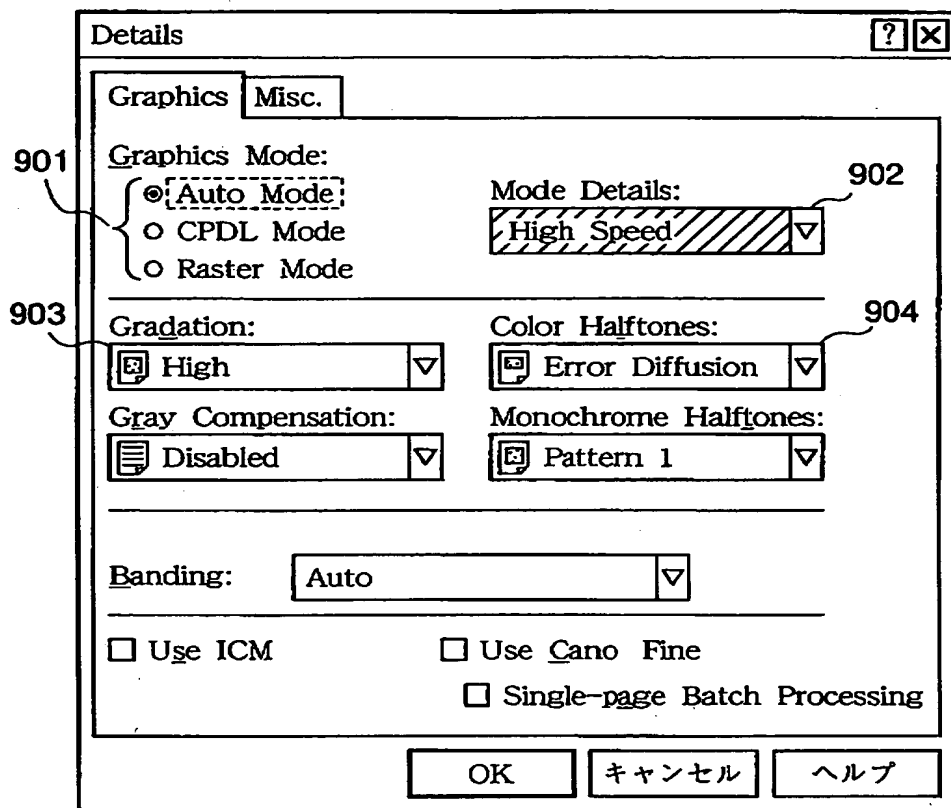 Details
Graphics Misc.
901
Graphics Mode:
Auto Mode
CPDL Mode
Raster Mode
Mode Details:
902
High Speed
903
Gradation:
High
Color Halftones:
904
Error Diffusion
Gray Compensation:
Disabled
Monochrome Halftones:
Pattern 1
Banding: Auto
Use ICM
Use Cano Fine
Single-page Batch Processing
OK キャンセル ヘルプ